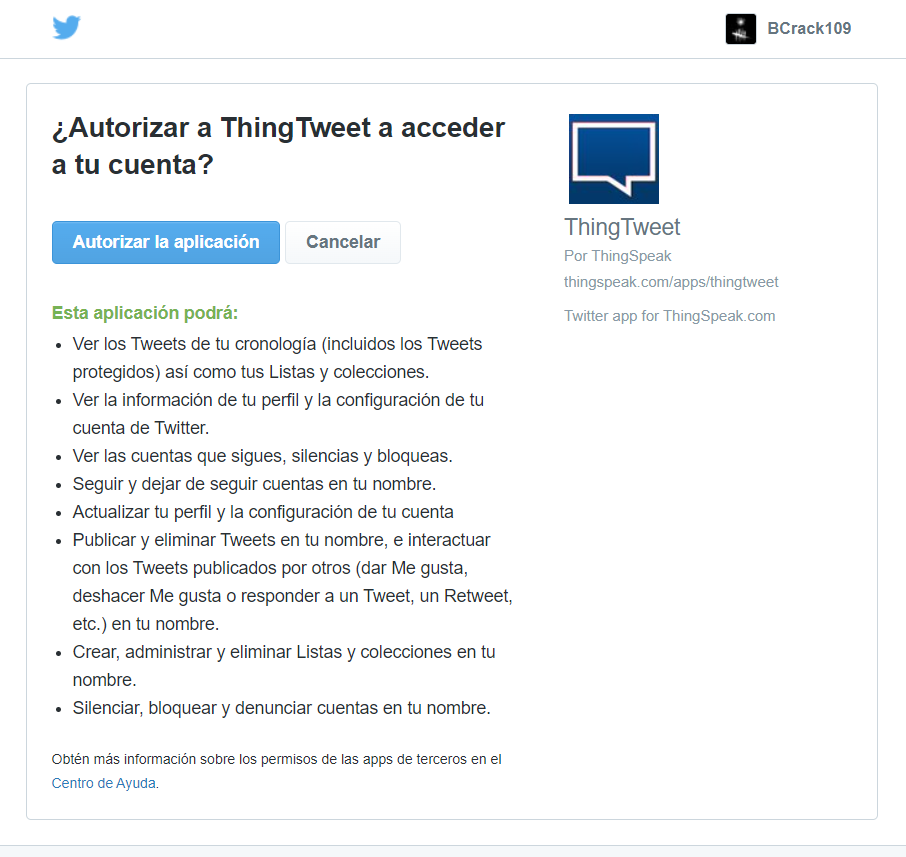 BCrack109
¿Autorizar a ThingTweet a acceder
a tu cuenta?
Autorizar la aplicación
Cancelar
Esta aplicación podrá:
• Ver los Tweets de tu cronología (incluidos los Tweets
protegidos) así como tus Listas y colecciones.
• Ver la información de tu perfil y la configuración de tu
cuenta de Twitter.
• Ver las cuentas que sigues, silencias y bloqueas.
• Seguir y dejar de seguir cuentas en tu nombre.
• Actualizar tu perfil y la configuración de tu cuenta
• Publicar y eliminar Tweets en tu nombre, e interactuar
con los Tweets publicados por otros (dar Me gusta,
deshacer Me gusta o responder a un Tweet, un Retweet,
etc.) en tu nombre.
• Crear, administrar y eliminar Listas y colecciones en tu
nombre.
• Silenciar, bloquear y denunciar cuentas en tu nombre.
Obtén más información sobre los permisos de las apps de terceros en el
Centro de Ayuda.
ThingTweet
Por ThingSpeak
thingspeak.com/apps/thingtweet
Twitter app for ThingSpeak.com